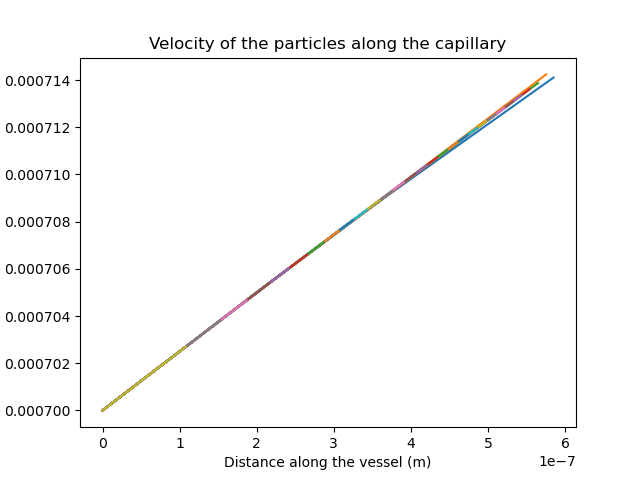 Velocity of the particles along the capillary
0.000714
0.000712
0.000710
0.000708
0.000706
0.000704
0.000702
0.000700
0 1 2 3 4 5 6
1e−7
Distance along the vessel (m)